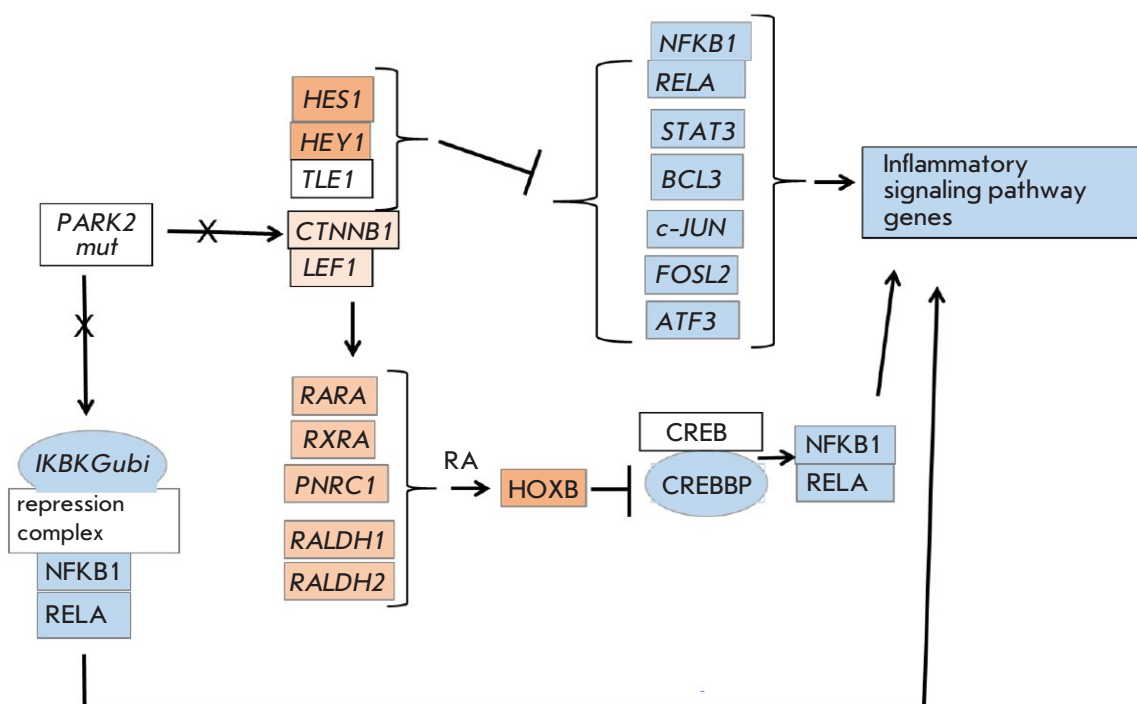 NFKB1
RELA
HES1
HEY1
TLE1
STAT3
BCL3
Inflammatory
signaling pathway
genes
PARK2
mut
X
CTNNB1
LEF1
c-JUN
FOSL2
ATF3
X
RARA
RXRA
PNRC1
RALDH1
RALDH2
RA
HOXB
CREB
CREBBP
NFKB1
RELA
IKBKGubi
repression
complex
NFKB1
RELA